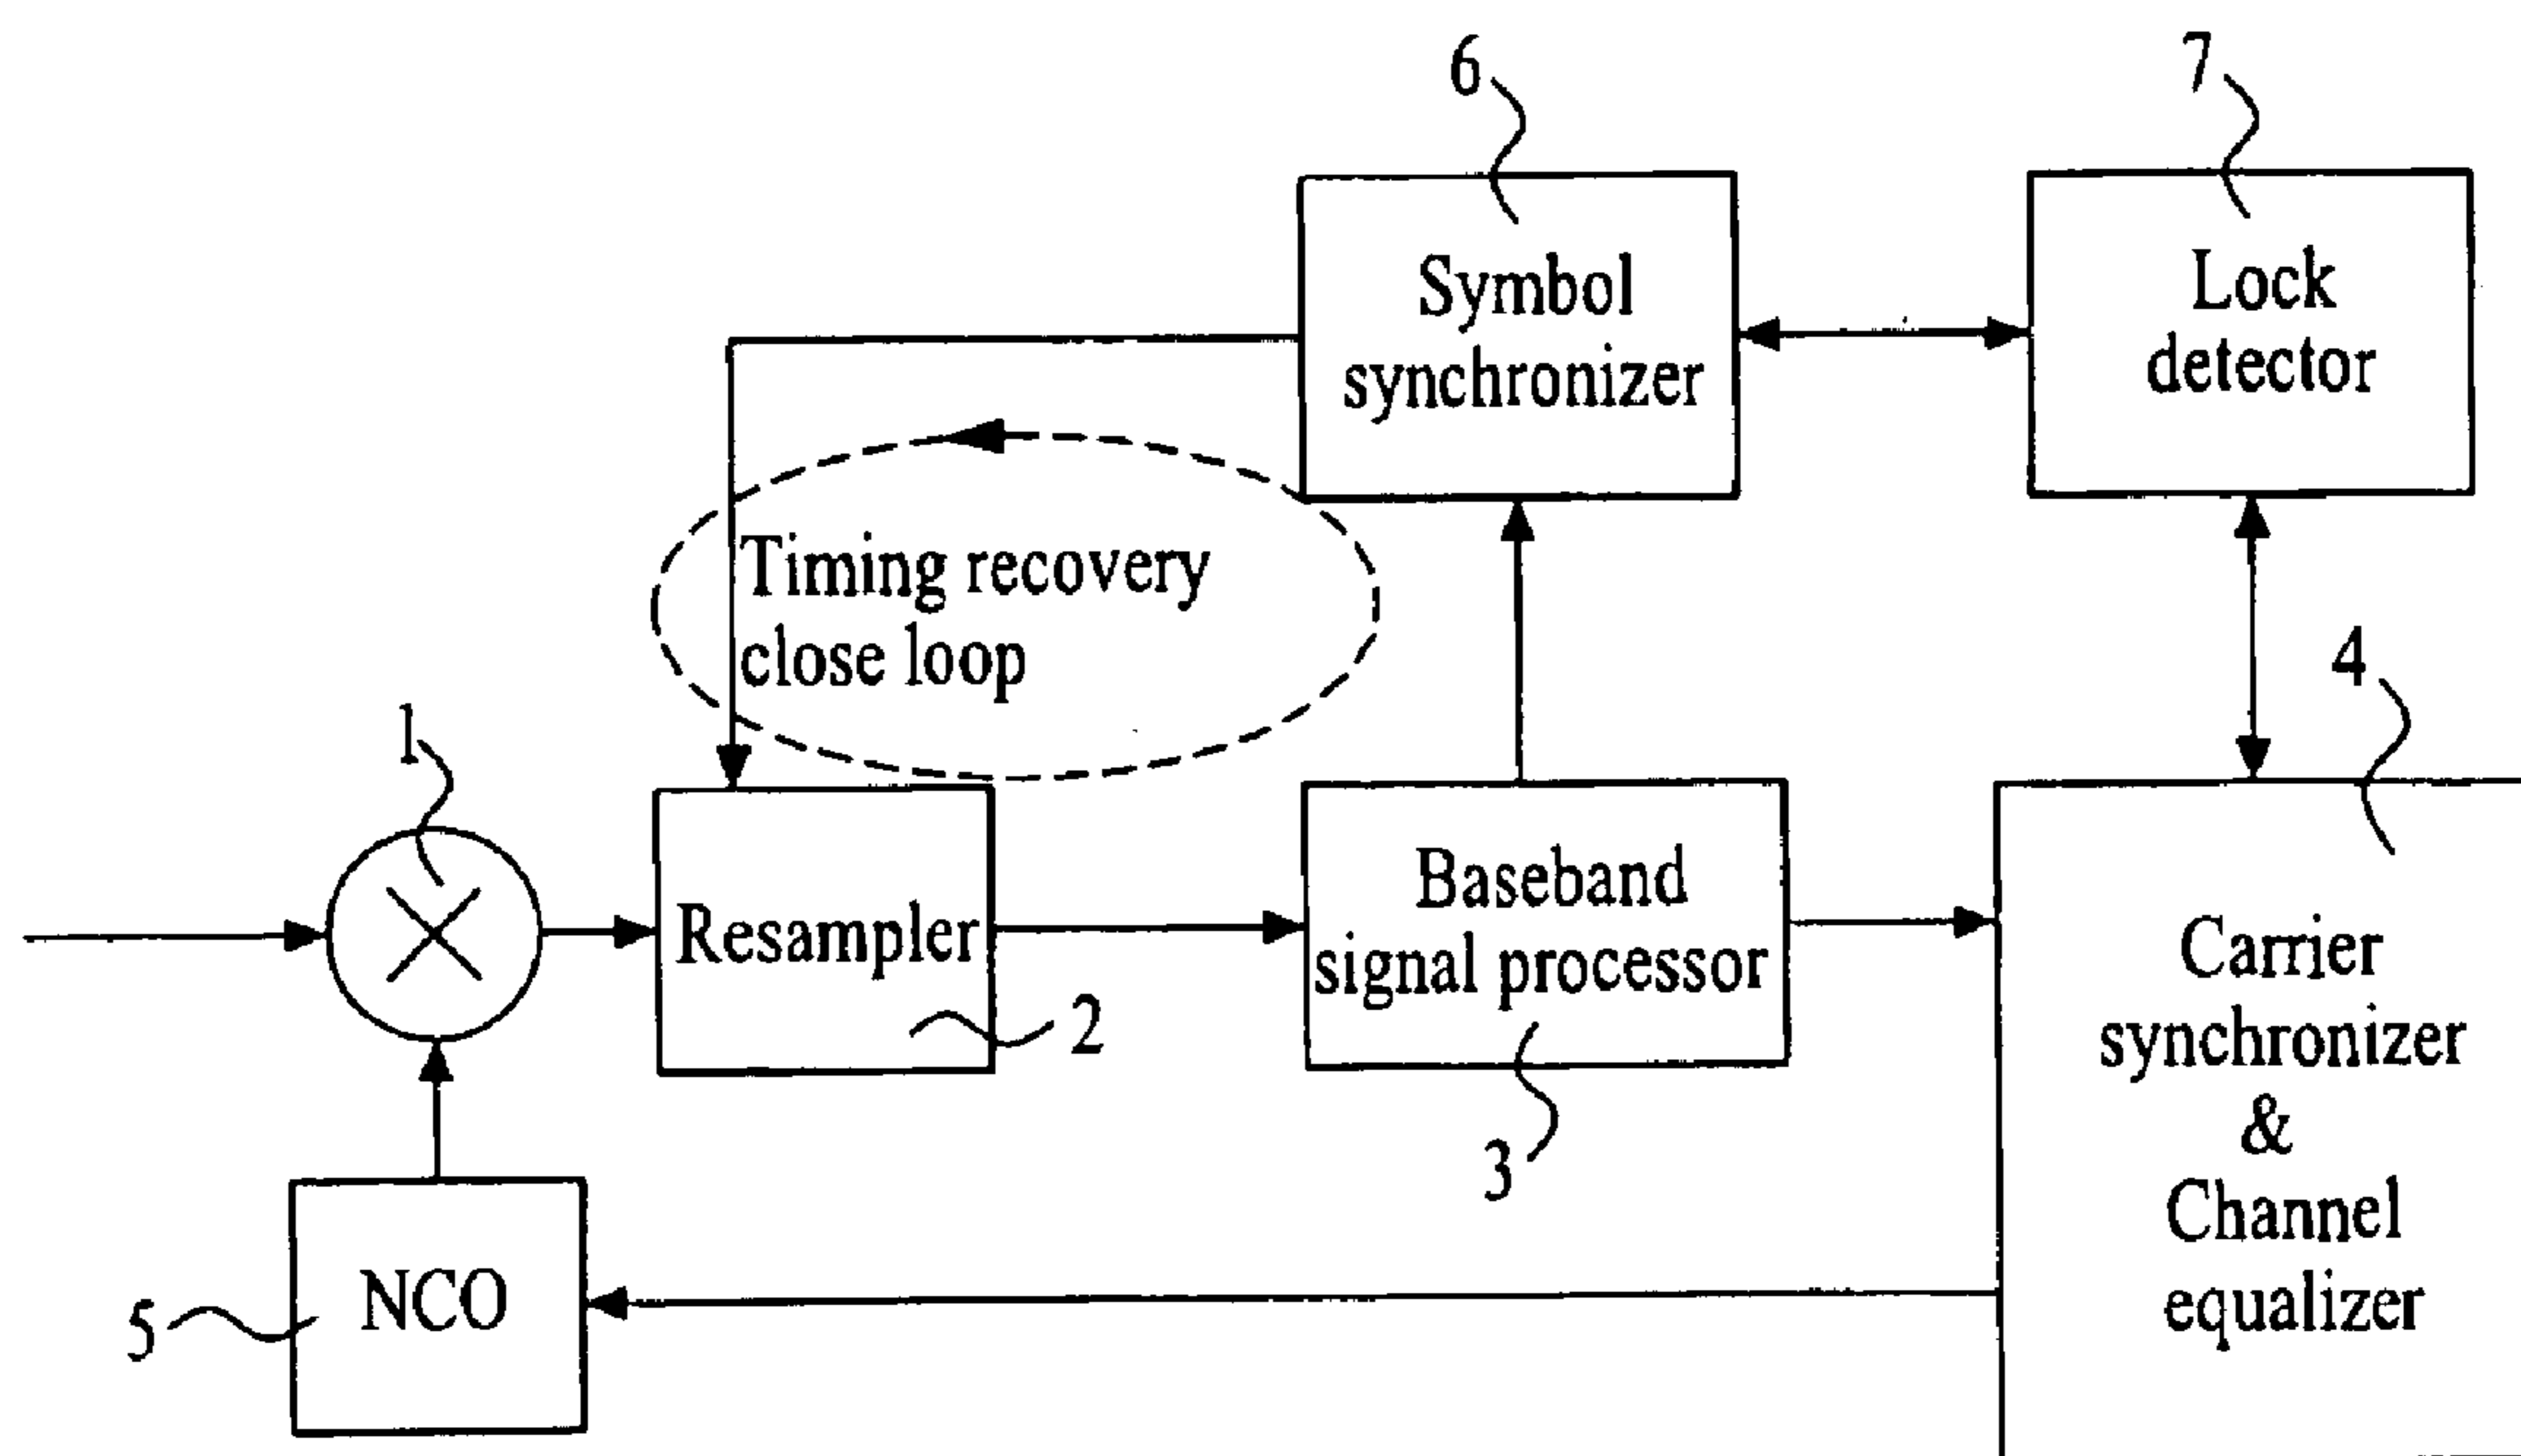 6
7
Symbol
synchronizer
Lock
detector
Timing recovery
close loop
4
1
Resampler
2
Baseband
signal processor
3
Carrier
synchronizer
&
Channel
equalizer
NCO
5